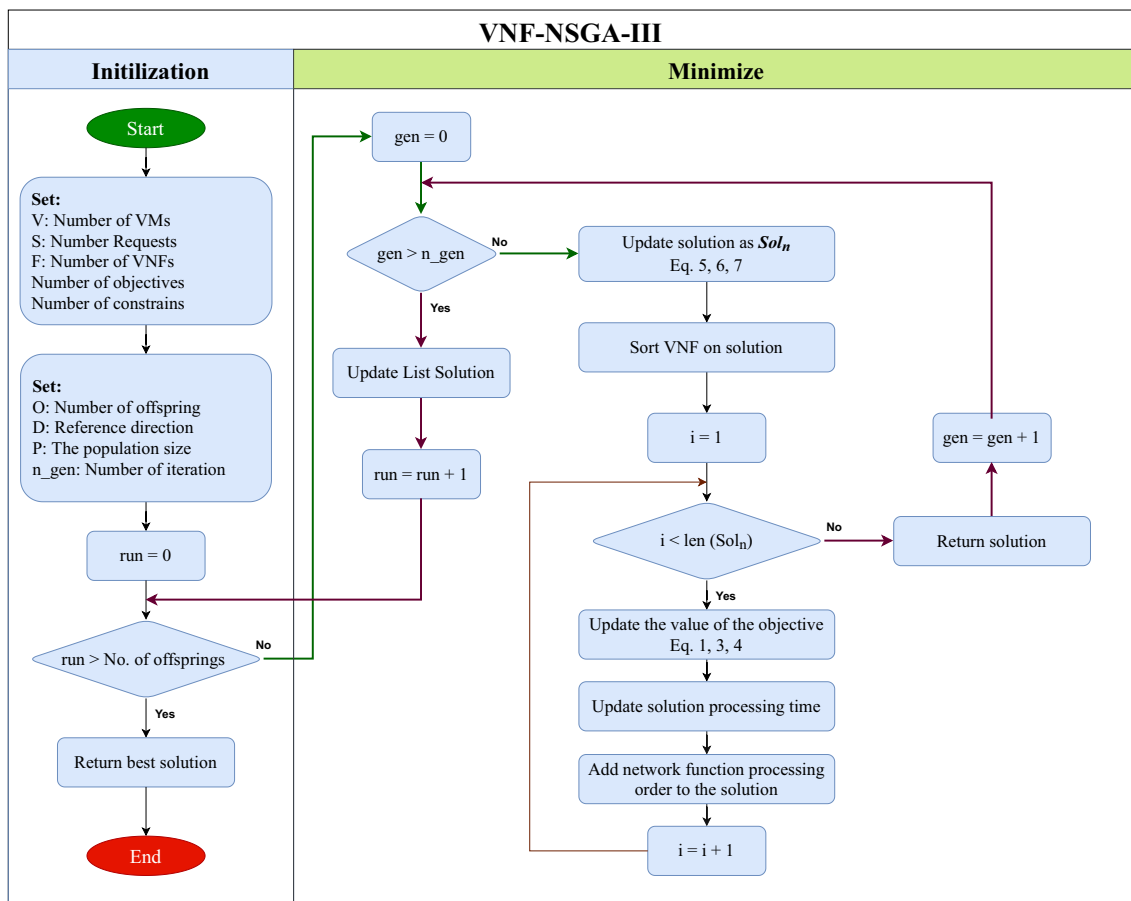 VNF-NSGA-III
Initilization
Minimize
Start
Set:
V: Number of VMs
S: Number Requests
F: Number of VNFs
Number of objectives
Number of constrains
Set:
O: Number of offspring
D: Reference direction
P: The population size
n_gen: Number of iteration
run = 0
run > No. of offsprings
No
Yes
Return best solution
End
gen = 0
gen > n_gen
No
Yes
Update List Solution
run = run + 1
Update solution as Soln
Eq. 5, 6, 7
Sort VNF on solution
i = 1
i < len (Soln)
No
Yes
Return solution
gen = gen + 1
Update the value of the objective
Eq. 1, 3, 4
Update solution processing time
Add network function processing
order to the solution
i = i + 1